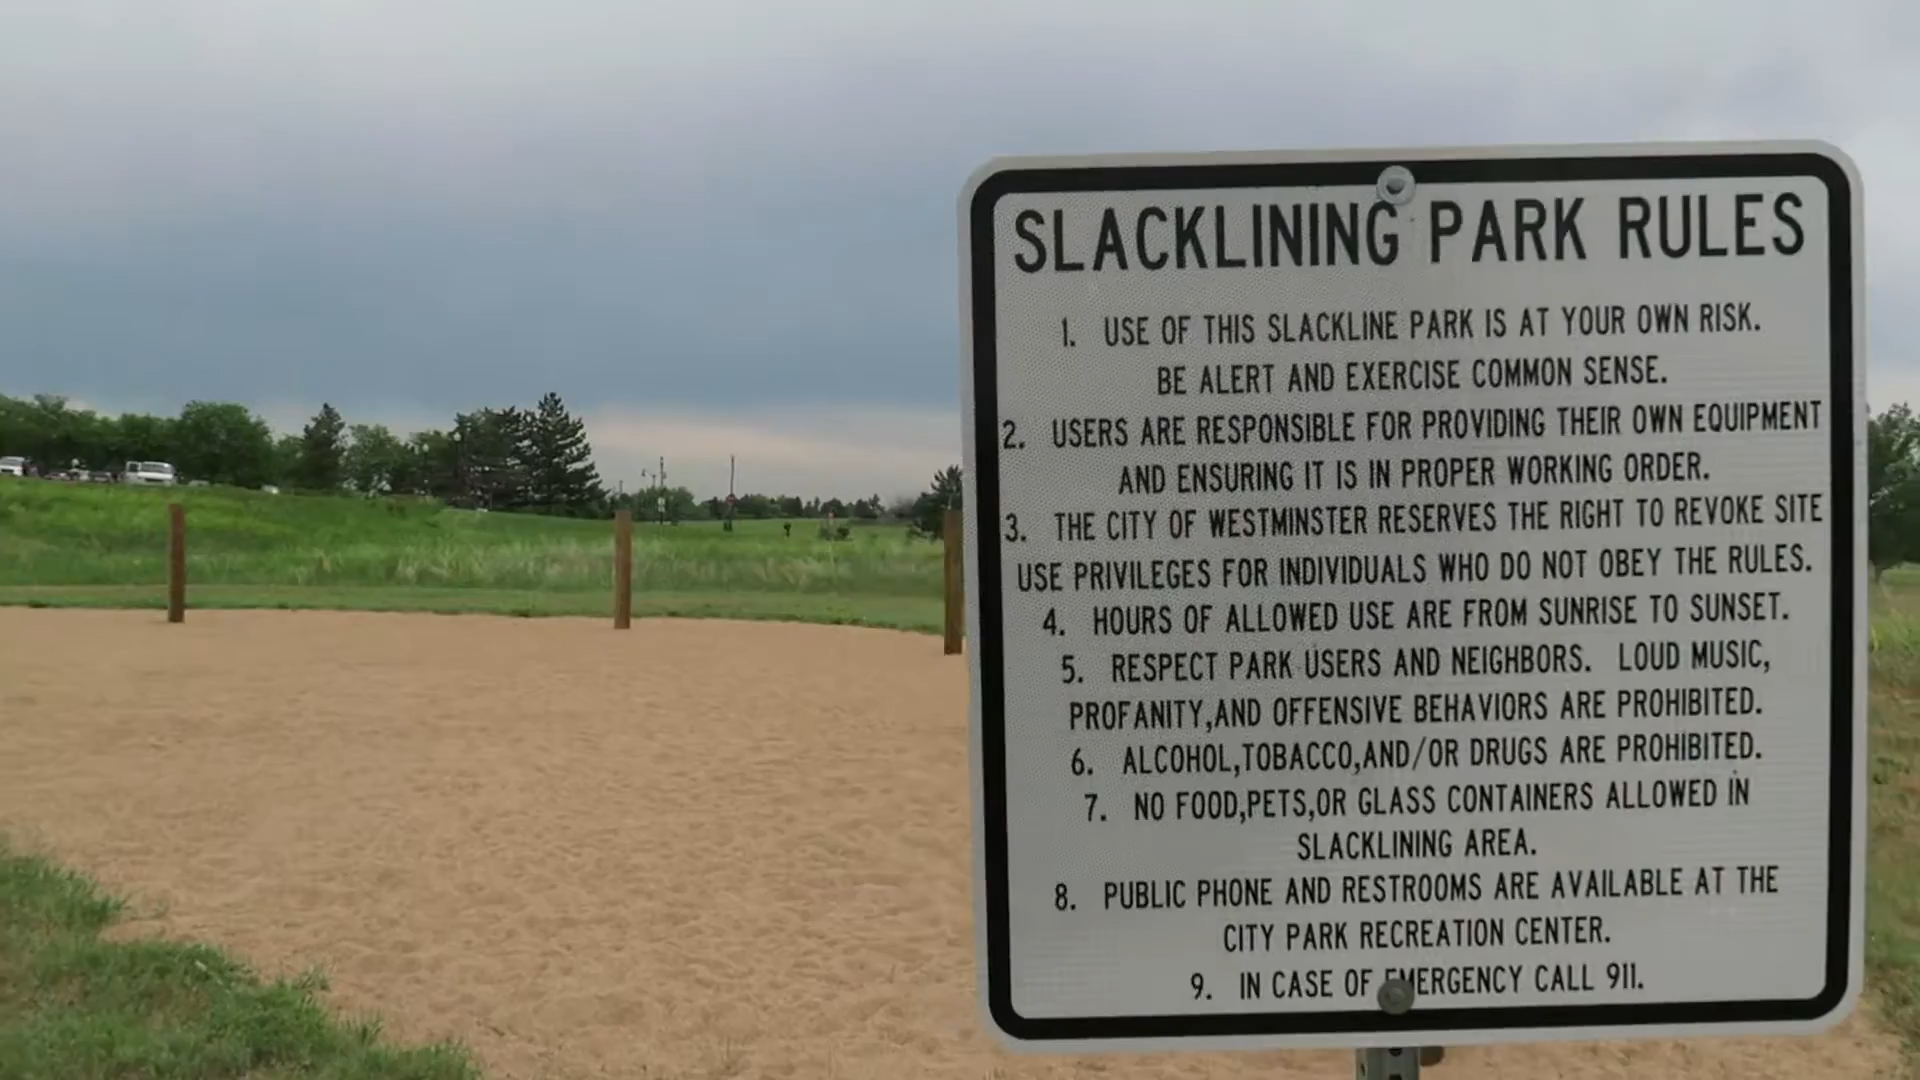 SLACKLINING PARK RULES
1. USE OF THIS SLACKLINE PARK IS AT YOUR OWN RISK.
BE ALERT AND EXERCISE COMMON SENSE.
2. USERS ARE RESPONSIBLE FOR PROVIDING THEIR OWN EQUIPMENT
AND ENSURING IT IS IN PROPER WORKING ORDER.
3. THE CITY OF WESTMINSTER RESERVES THE RIGHT TO REVOKE SITE
USE PRIVILEGES FOR INDIVIDUALS WHO DO NOT OBEY THE RULES.
4. HOURS OF ALLOWED USE ARE FROM SUNRISE TO SUNSET.
5. RESPECT PARK USERS AND NEIGHBORS. LOUD MUSIC,
PROFANITY,AND OFFENSIVE BEHAVIORS ARE PROHIBITED.
6. ALCOHOL,TOBACCO,AND/OR DRUGS ARE PROHIBITED.
7. NO FOOD,PETS,OR GLASS CONTAINERS ALLOWED IN
SLACKLINING AREA.
8. PUBLIC PHONE AND RESTROOMS ARE AVAILABLE AT THE
CITY PARK RECREATION CENTER.
9. IN CASE OF EMERGENCY CALL 911.